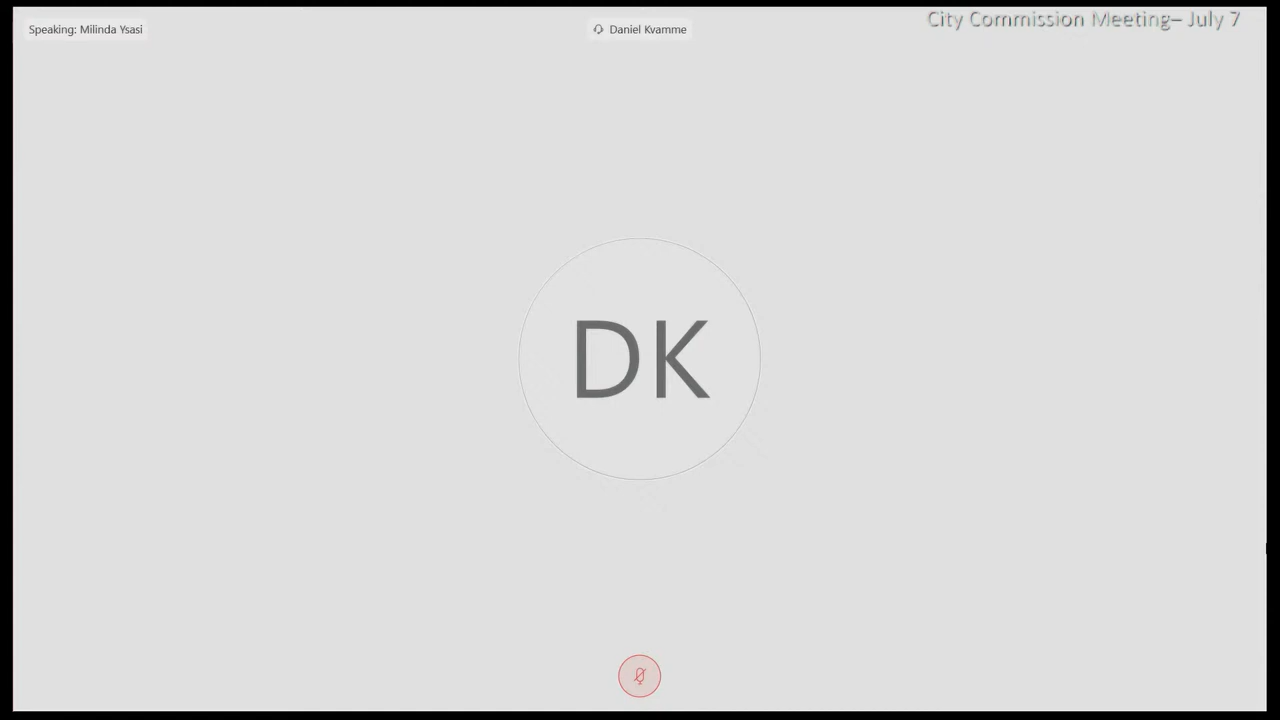 Speaking: Milinda Ysasi
Daniel Kvamme
City Commission Meeting– July 7
DK